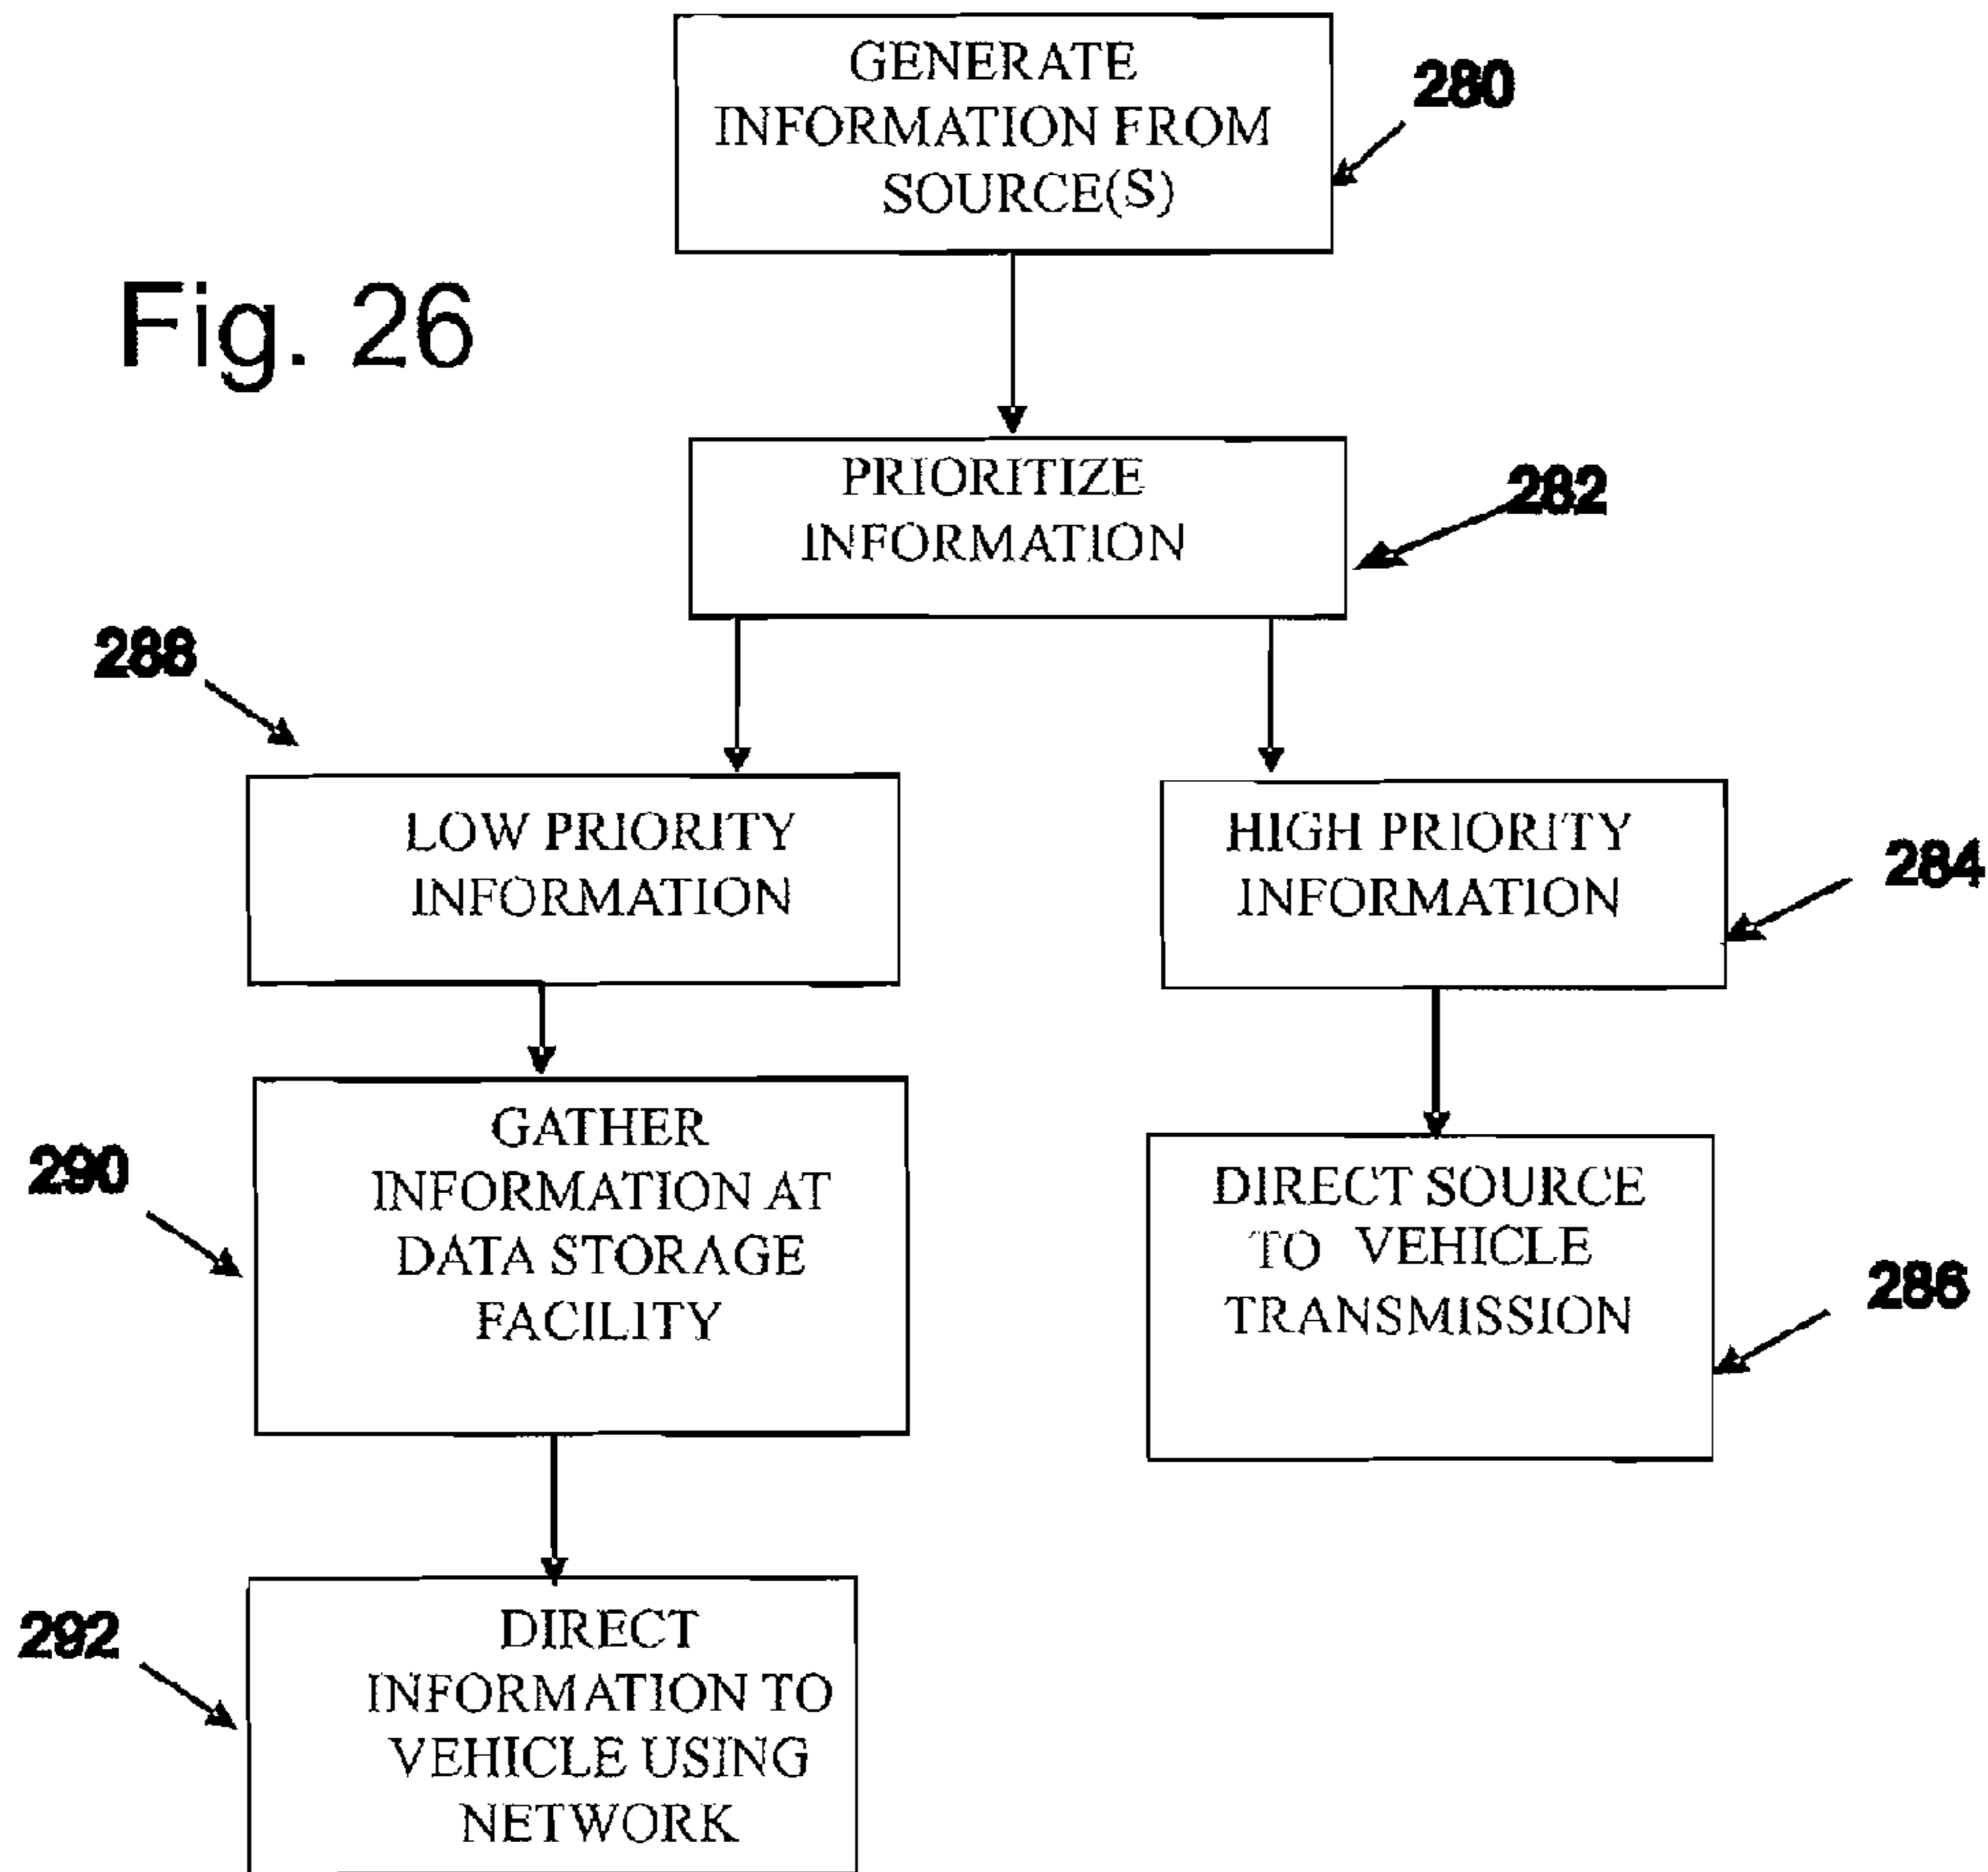 GENERATE
INFORMATION FROM
SOURCE(S)
280
Fig. 26
PRIORITIZE
INFORMATION
282
288
LOW PRIORITY
INFORMATION
HIGH PRIORITY
INFORMATION
284
GATHER
INFORMATION AT
DATA STORAGE
FACILITY
290
DIRECT SOURCE
TO VEHICLE
TRANSMISSION
286
292
DIRECT
INFORMATION TO
VEHICLE USING
NETWORK